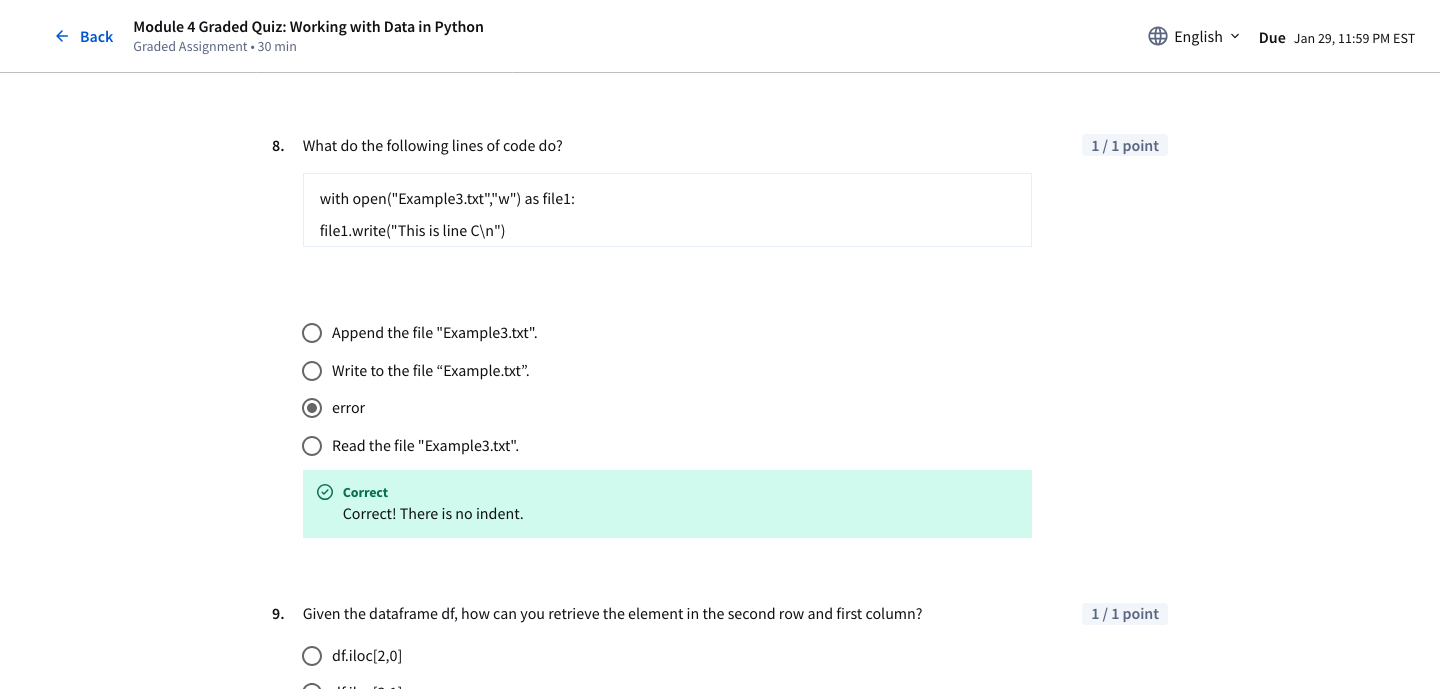 Back
Module 4 Graded Quiz: Working with Data in Python
Graded Assignment • 30 min
English
Due Jan 29, 11:59 PM EST
8. What do the following lines of code do?
1 / 1 point
with open("Example3.txt","w") as file1:
file1.write("This is line C\n")
Append the file "Example3.txt".
Write to the file “Example.txt”.
error
Read the file "Example3.txt".
Correct
Correct! There is no indent.
9. Given the dataframe df, how can you retrieve the element in the second row and first column?
1 / 1 point
df.iloc[2,0]